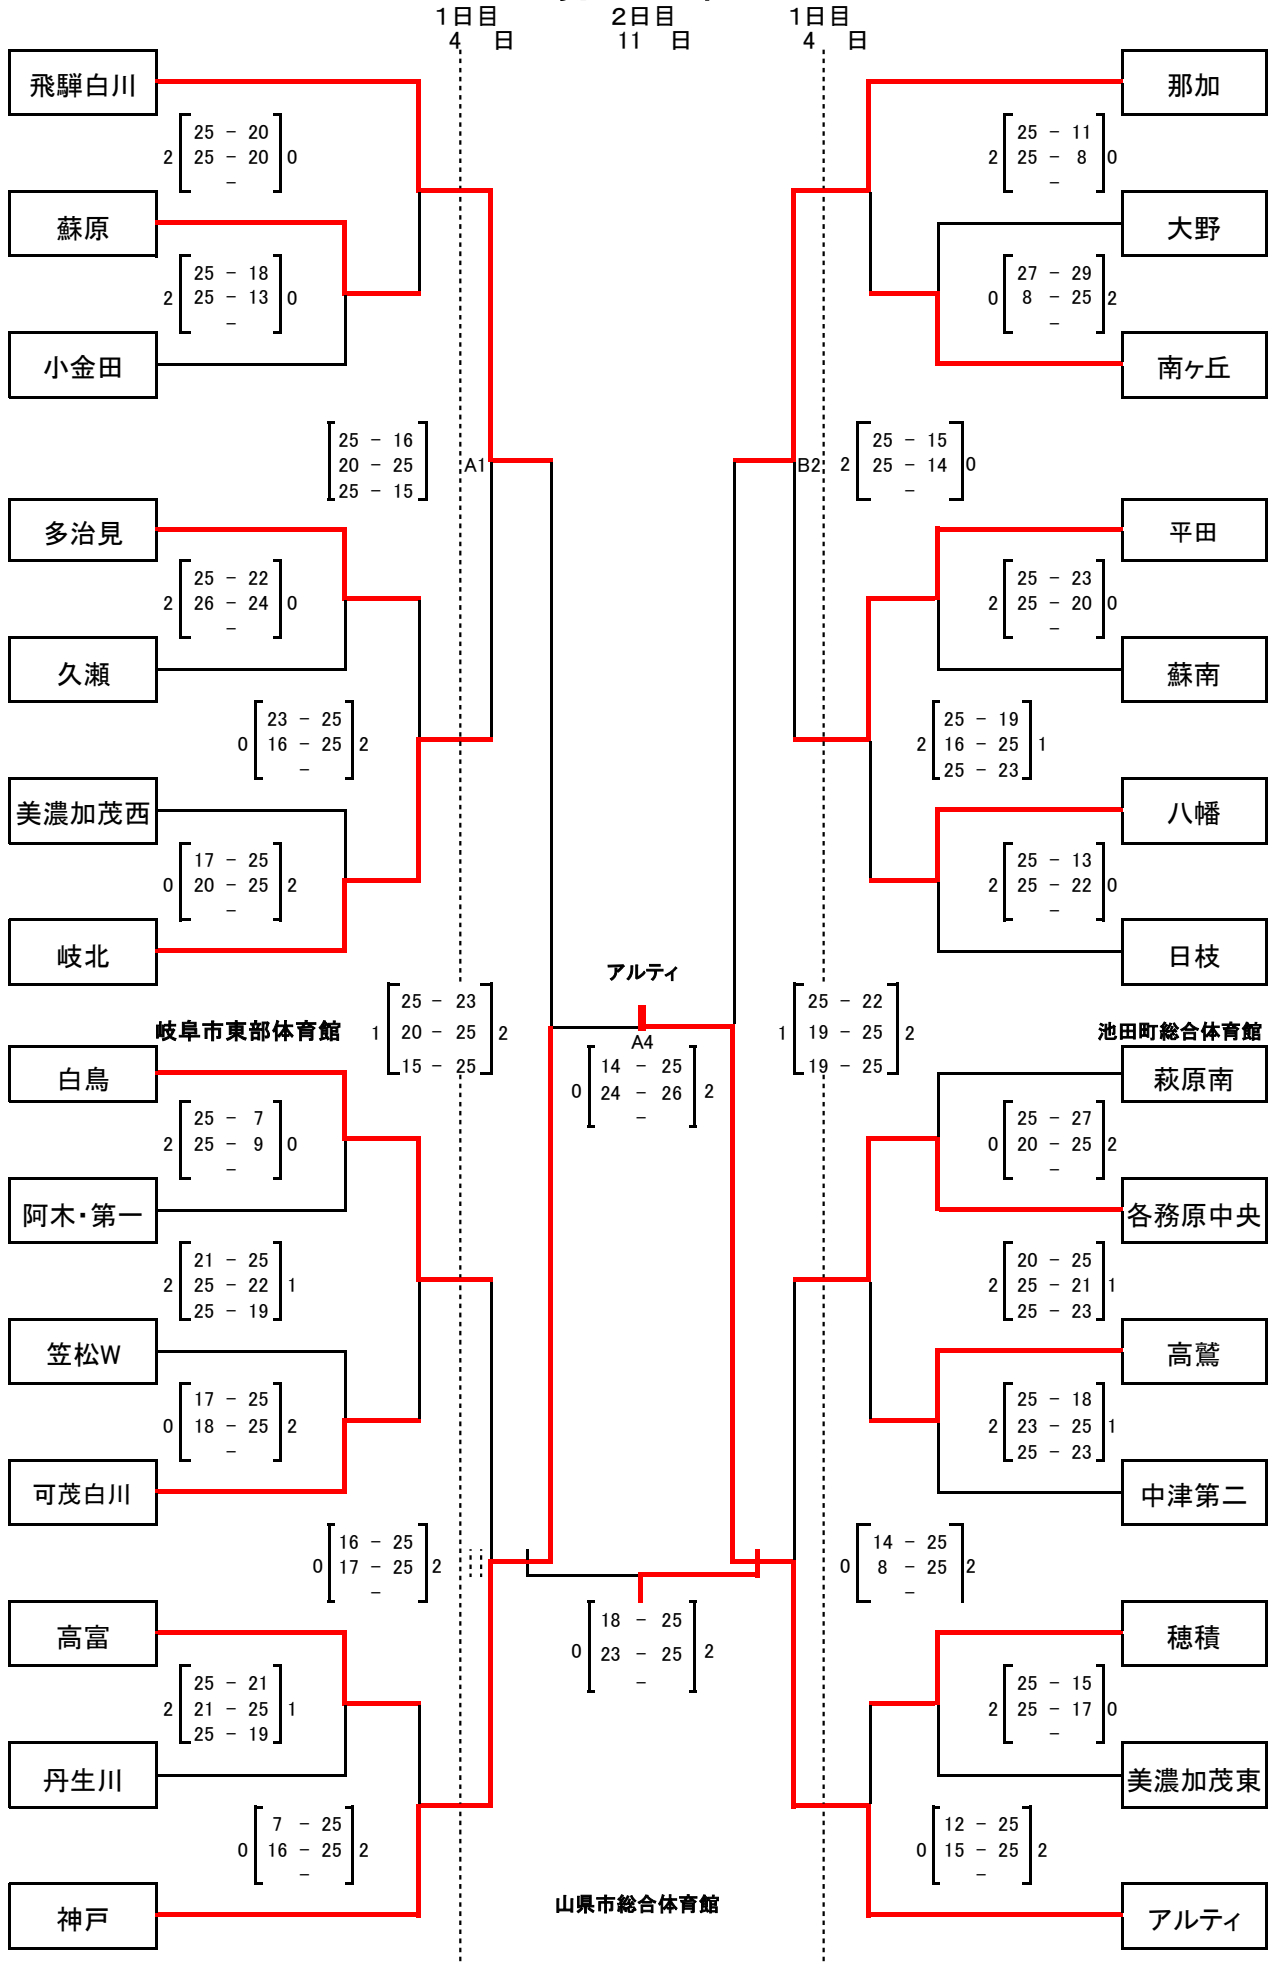 1日目 2日目 1日目
4 日 11 日 4 日
飛騨白川
25 - 20
2 25 - 20 0
-
蘇原
25 - 18
2 25 - 13 0
-
小金田
25 - 16
20 - 25 A1
25 - 15
多治見
25 - 22
2 26 - 24 0
-
久瀬
23 - 25
0 16 - 25 2
-
美濃加茂西
17 - 25
0 20 - 25 2
-
岐北
25 - 23
1 20 - 25 2
15 - 25
岐阜市東部体育館
白鳥
25 - 7
2 25 - 9 0
-
阿木・第一
21 - 25
2 25 - 22 1
25 - 19
笠松W
17 - 25
0 18 - 25 2
-
可茂白川
16 - 25
0 17 - 25 2
-
高富
25 - 21
2 21 - 25 1
25 - 19
丹生川
7 - 25
0 16 - 25 2
-
神戸
アルティ
A4
14 - 25
0 24 - 26 2
-
18 - 25
0 23 - 25 2
-
山県市総合体育館
那加
25 - 11
2 25 - 8 0
-
大野
27 - 29
0 8 - 25 2
-
南ヶ丘
25 - 15
B2 2 25 - 14 0
-
平田
25 - 23
2 25 - 20 0
-
蘇南
25 - 19
2 16 - 25 1
25 - 23
八幡
25 - 13
2 25 - 22 0
-
日枝
25 - 22
1 19 - 25 2
19 - 25
池田町総合体育館
萩原南
25 - 27
0 20 - 25 2
-
各務原中央
20 - 25
2 25 - 21 1
25 - 23
高鷲
25 - 18
2 23 - 25 1
25 - 23
中津第二
14 - 25
0 8 - 25 2
-
穂積
25 - 15
2 25 - 17 0
-
美濃加茂東
12 - 25
0 15 - 25 2
-
アルティ